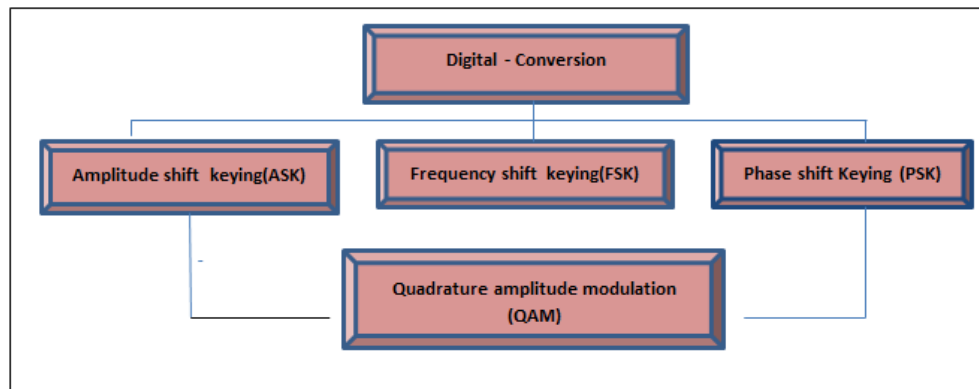 Digital - Conversion
Amplitude shift keying(ASK)
Frequency shift keying(FSK)
Phase shift Keying (PSK)
Quadrature amplitude modulation
(QAM)